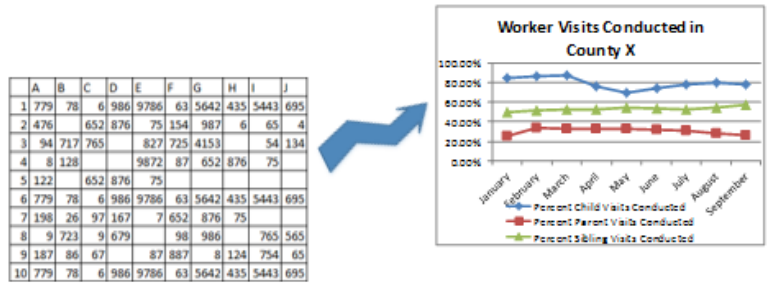 A B C D E F G H I J
1 779 78 6 986 9786 63 5642 435 5443 695
2 476 652 876 75 154 987 6 65 4
3 94 717 765 827 725 4153 54 134
4 8 128 9872 87 652 876 75
5 122 652 876 75
6 779 78 6 986 9786 63 5642 435 5443 695
7 198 26 97 167 7 652 876 75
8 9 723 9 679 98 986 765 565
9 187 86 67 87 887 8 124 754 65
10 779 78 6 986 9786 63 5642 435 5443 695
Worker Visits Conducted in
County X
100.00%
80.00%
60.00%
40.00%
20.00%
0.00%
January February March April May June July August September
Percent Child Visits Conducted
Percent Parent Visits Conducted
Percent Sibling Visits Conducted